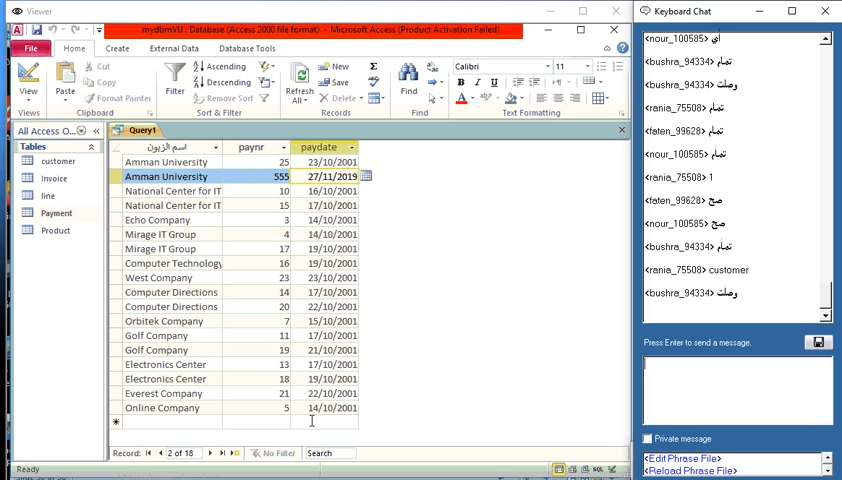 Viewer
Keyboard Chat
mydbmVU : Database (Access 2000 file format) - Microsoft Access (Product Activation Failed)
File Home Create External Data Database Tools
View
Views
Paste
Cut
Copy
Format Painter
Clipboard
Filter
Ascending
Descending
Remove Sort
Sort & Filter
Refresh All
New
Save
Delete
Records
Find
Find
Calibri 11
B I U
Text Formatting
All Access O...
Tables
customer
Invoice
line
Payment
Product
Query1
اسم الزبون paynr paydate
Amman University 25 23/10/2001
Amman University 555 27/11/2019
National Center for IT 10 16/10/2001
National Center for IT 15 17/10/2001
Echo Company 3 14/10/2001
Mirage IT Group 4 14/10/2001
Mirage IT Group 17 19/10/2001
Computer Technology 16 19/10/2001
West Company 23 23/10/2001
Computer Directions 14 17/10/2001
Computer Directions 20 22/10/2001
Orbitek Company 7 15/10/2001
Golf Company 11 17/10/2001
Golf Company 19 21/10/2001
Electronics Center 13 17/10/2001
Electronics Center 18 19/10/2001
Everest Company 21 22/10/2001
Online Company 5 14/10/2001
Record: 2 of 18 No Filter Search
Ready
SQL
<nour_100585> أي
<bushra_94334> تمام
<bushra_94334> وصلت
<rania_75508> تمام
<faten_99628> تمام
<nour_100585> تمام
<rania_75508> 1
<faten_99628> صح
<nour_100585> صح
<bushra_94334> تمام
<rania_75508> customer
<bushra_94334> وصلت
Press Enter to send a message.
Private message
<Edit Phrase File>
<Reload Phrase File>